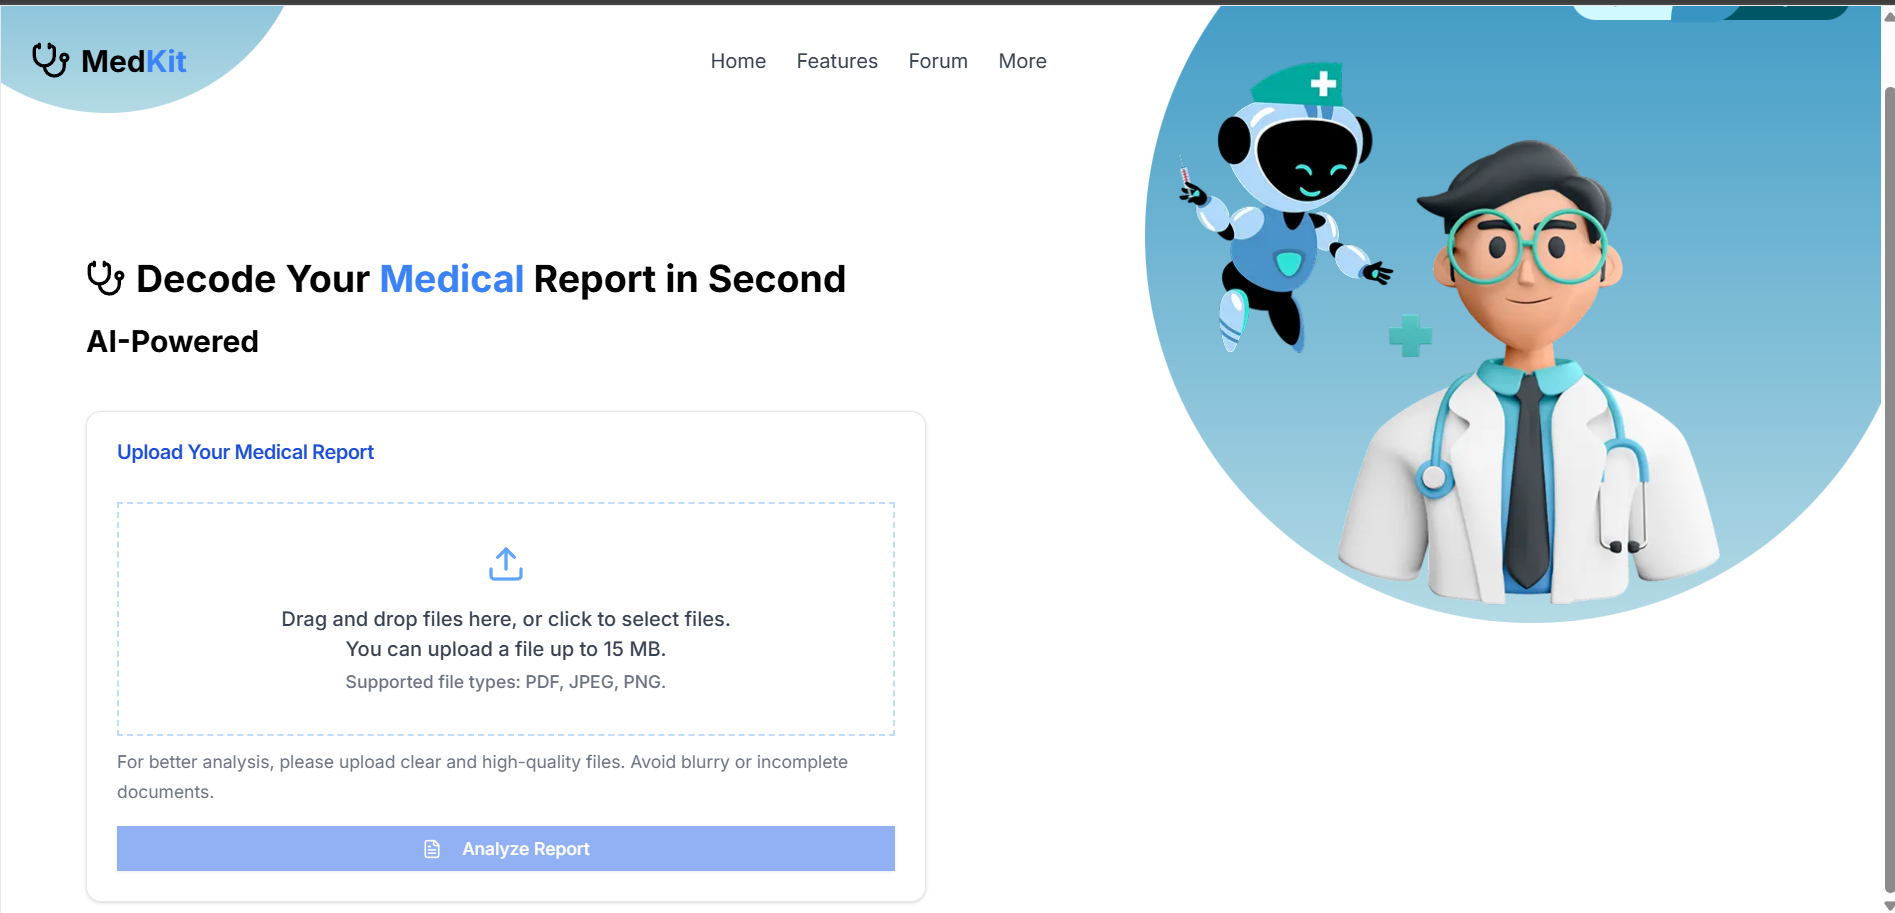 MedKit
Home Features Forum More
Decode Your Medical Report in Second
AI-Powered
Upload Your Medical Report
Drag and drop files here, or click to select files.
You can upload a file up to 15 MB.
Supported file types: PDF, JPEG, PNG.
For better analysis, please upload clear and high-quality files. Avoid blurry or incomplete
documents.
Analyze Report